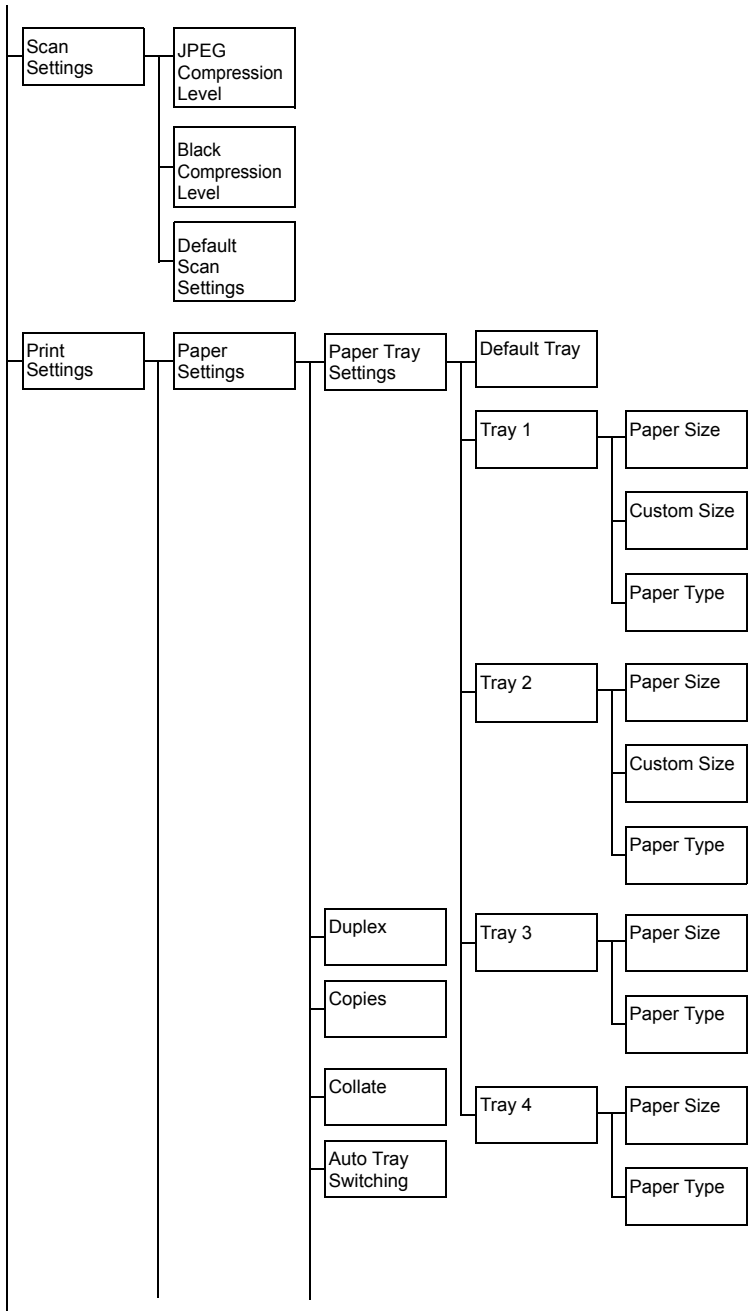 Scan
Settings
JPEG
Compression
Level
Black
Compression
Level
Default
Scan
Settings
Print
Settings
Paper
Settings
Paper Tray
Settings
Default Tray
Tray 1
Paper Size
Custom Size
Paper Type
Tray 2
Paper Size
Custom Size
Paper Type
Duplex
Tray 3
Paper Size
Copies
Paper Type
Collate
Tray 4
Paper Size
Auto Tray
Switching
Paper Type